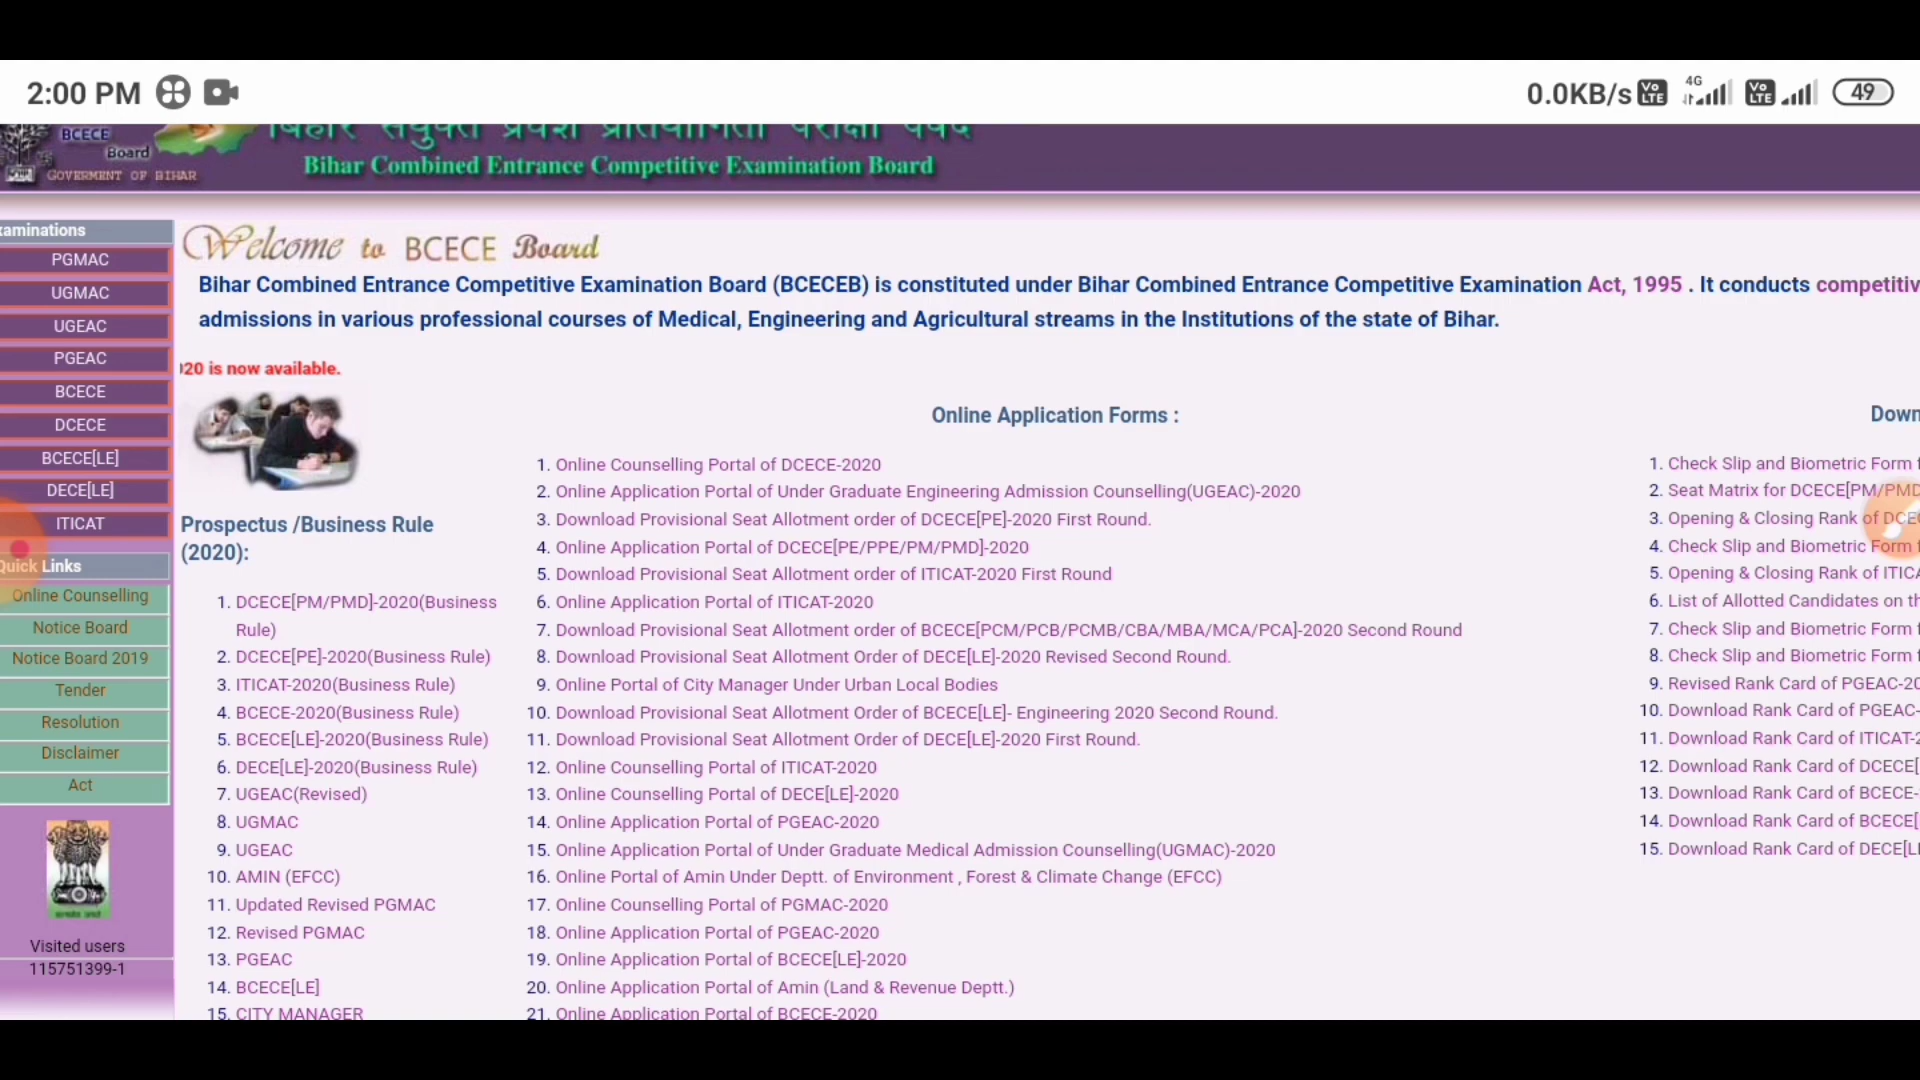 2:00 PM
0.0KB/s Vo LTE 4G Vo LTE 49
BCECE
Board
GOVERMENT OF BIHAR
बिहार संयुक्त प्रवेश प्रतियोगिता परीक्षा पर्षद
Bihar Combined Entrance Competitive Examination Board
xaminations
PGMAC
UGMAC
UGEAC
PGEAC
BCECE
DCECE
BCECE[LE]
DECE[LE]
ITICAT
Quick Links
Online Counselling
Notice Board
Notice Board 2019
Tender
Resolution
Disclaimer
Act
Visited users
115751399-1
Welcome to BCECE Board
Bihar Combined Entrance Competitive Examination Board (BCECEB) is constituted under Bihar Combined Entrance Competitive Examination Act, 1995 . It conducts competitiv
admissions in various professional courses of Medical, Engineering and Agricultural streams in the Institutions of the state of Bihar.
20 is now available.
Prospectus /Business Rule
(2020):
1. DCECE[PM/PMD]-2020(Business
Rule)
2. DCECE[PE]-2020(Business Rule)
3. ITICAT-2020(Business Rule)
4. BCECE-2020(Business Rule)
5. BCECE[LE]-2020(Business Rule)
6. DECE[LE]-2020(Business Rule)
7. UGEAC(Revised)
8. UGMAC
9. UGEAC
10. AMIN (EFCC)
11. Updated Revised PGMAC
12. Revised PGMAC
13. PGEAC
14. BCECE[LE]
15. CITY MANAGER
Online Application Forms :
1. Online Counselling Portal of DCECE-2020
2. Online Application Portal of Under Graduate Engineering Admission Counselling(UGEAC)-2020
3. Download Provisional Seat Allotment order of DCECE[PE]-2020 First Round.
4. Online Application Portal of DCECE[PE/PPE/PM/PMD]-2020
5. Download Provisional Seat Allotment order of ITICAT-2020 First Round
6. Online Application Portal of ITICAT-2020
7. Download Provisional Seat Allotment order of BCECE[PCM/PCB/PCMB/CBA/MBA/MCA/PCA]-2020 Second Round
8. Download Provisional Seat Allotment Order of DECE[LE]-2020 Revised Second Round.
9. Online Portal of City Manager Under Urban Local Bodies
10. Download Provisional Seat Allotment Order of BCECE[LE]- Engineering 2020 Second Round.
11. Download Provisional Seat Allotment Order of DECE[LE]-2020 First Round.
12. Online Counselling Portal of ITICAT-2020
13. Online Counselling Portal of DECE[LE]-2020
14. Online Application Portal of PGEAC-2020
15. Online Application Portal of Under Graduate Medical Admission Counselling(UGMAC)-2020
16. Online Portal of Amin Under Deptt. of Environment , Forest & Climate Change (EFCC)
17. Online Counselling Portal of PGMAC-2020
18. Online Application Portal of PGEAC-2020
19. Online Application Portal of BCECE[LE]-2020
20. Online Application Portal of Amin (Land & Revenue Deptt.)
21. Online Application Portal of BCECE-2020
Down
1. Check Slip and Biometric Form f
2. Seat Matrix for DCECE[PM/PMD
3. Opening & Closing Rank of DCEC
4. Check Slip and Biometric Form f
5. Opening & Closing Rank of ITICA
6. List of Allotted Candidates on th
7. Check Slip and Biometric Form f
8. Check Slip and Biometric Form f
9. Revised Rank Card of PGEAC-20
10. Download Rank Card of PGEAC-
11. Download Rank Card of ITICAT-2
12. Download Rank Card of DCECE[
13. Download Rank Card of BCECE-
14. Download Rank Card of BCECE[
15. Download Rank Card of DECE[LE